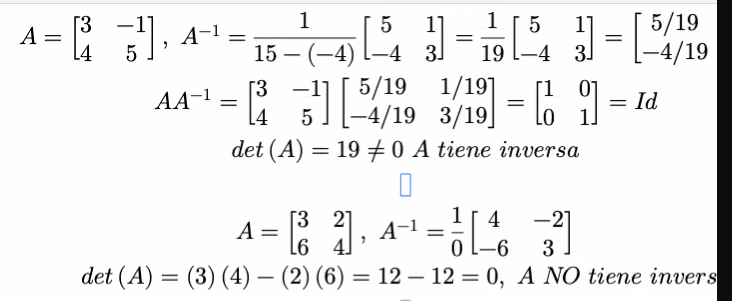 A = [3 −1 4 5], A⁻¹ = 1/(15 − (−4)) [5 1 −4 3] = 1/19 [5 1 −4 3] = [5/19 −4/19
AA⁻¹ = [3 −1 4 5] [5/19 1/19 −4/19 3/19] = [1 0 0 1] = Id
det (A) = 19 ≠ 0 A tiene inversa
A = [3 2 6 4], A⁻¹ = 1/0 [4 −2 −6 3]
det (A) = (3) (4) − (2) (6) = 12 − 12 = 0, A NO tiene invers